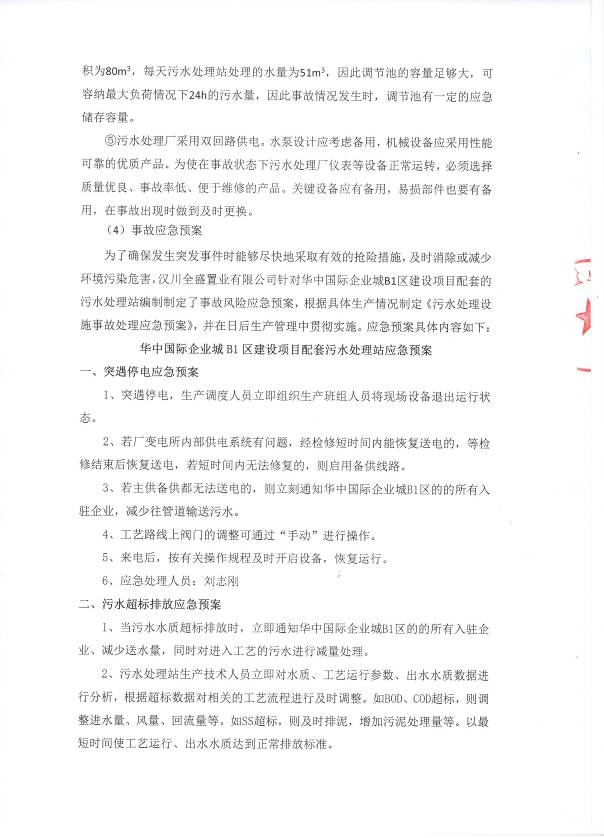 积为80m³，每天污水处理站处理的水量为51m³，因此调节池的容量足够大，可
容纳最大负荷情况下24h的污水量，因此事故情况发生时，调节池有一定的应急
储存容量。
⑤污水处理厂采用双回路供电。水泵设计应考虑备用，机械设备应采用性能
可靠的优质产品。为使在事故状态下污水处理厂仪表等设备正常运转，必须选择
质量优良、事故率低、便于维修的产品。关键设备应有备用，易损部件也要有备
用，在事故出现时做到及时更换。
（4）事故应急预案
为了确保发生突发事件时能够尽快地采取有效的抢险措施，及时消除或减少
环境污染危害，汉川全盛置业有限公司针对华中国际企业城B1区建设项目配套的
污水处理站编制制定了事故风险应急预案，根据具体生产情况制定《污水处理设
施事故处理应急预案》，并在日后生产管理中贯彻实施。应急预案具体内容如下：
华中国际企业城 B1 区建设项目配套污水处理站应急预案
一、突遇停电应急预案
1、突遇停电，生产调度人员立即组织生产班组人员将现场设备退出运行状
态。
2、若厂变电所内部供电系统有问题，经检修短时间内能恢复送电的，等检
修结束后恢复送电，若短时间内无法修复的，则启用备供线路。
3、若主供备供都无法送电的，则立刻通知华中国际企业城B1区的的所有入
驻企业，减少往管道输送污水。
4、工艺路线上阀门的调整可通过“手动”进行操作。
5、来电后，按有关操作规程及时开启设备，恢复运行。
6、应急处理人员：刘志刚
二、污水超标排放应急预案
1、当污水水质超标排放时，立即通知华中国际企业城B1区的的所有入驻企
业、减少送水量，同时对进入工艺的污水进行减量处理。
2、污水处理站生产技术人员立即对水质、工艺运行参数、出水水质数据进
行分析，根据超标数据对相关的工艺流程进行及时调整。如BOD、COD超标，则调
整进水量、风量、回流量等。如SS超标，则及时排泥，增加污泥处理量等。以最
短时间使工艺运行、出水水质达到正常排放标准。